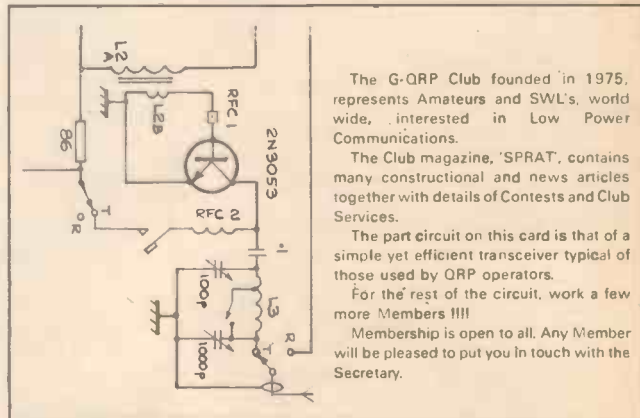 L2
A
L2B
RFC 1
2N3053
86
T
R
RFC 2
.1
100p
L3
1000p
T
R
The G-QRP Club founded in 1975,
represents Amateurs and SWL's, world
wide, interested in Low Power
Communications.
The Club magazine, 'SPRAT', contains
many constructional and news articles
together with details of Contests and Club
Services.
The part circuit on this card is that of a
simple yet efficient transceiver typical of
those used by QRP operators.
For the rest of the circuit, work a few
more Members !!!!
Membership is open to all. Any Member
will be pleased to put you in touch with the
Secretary.